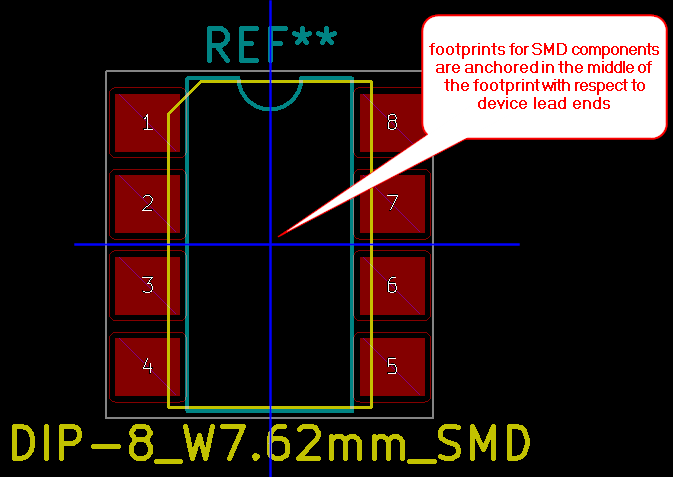 REF**
footprints for SMD components
are anchored in the middle of
the footprint with respect to
device lead ends
1
8
2
7
3
6
4
5
DIP-8_W7.62mm_SMD